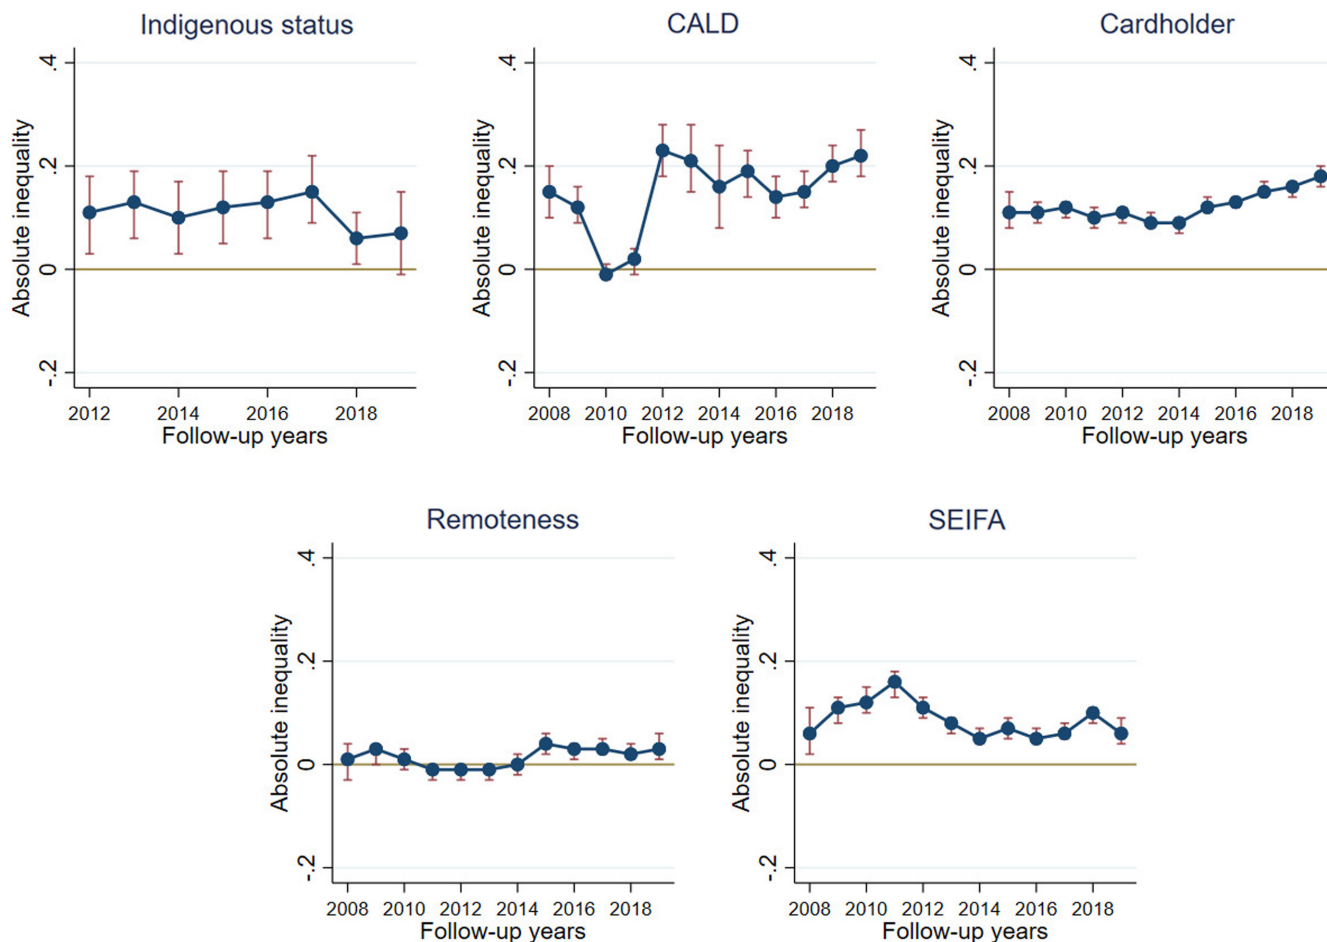 Indigenous status
Absolute inequality
.4
.2
0
-.2
2012 2014 2016 2018
Follow-up years
CALD
Absolute inequality
.4
.2
0
-.2
2008 2010 2012 2014 2016 2018
Follow-up years
Cardholder
Absolute inequality
.4
.2
0
-.2
2008 2010 2012 2014 2016 2018
Follow-up years
Remoteness
Absolute inequality
.4
.2
0
-.2
2008 2010 2012 2014 2016 2018
Follow-up years
SEIFA
Absolute inequality
.4
.2
0
-.2
2008 2010 2012 2014 2016 2018
Follow-up years